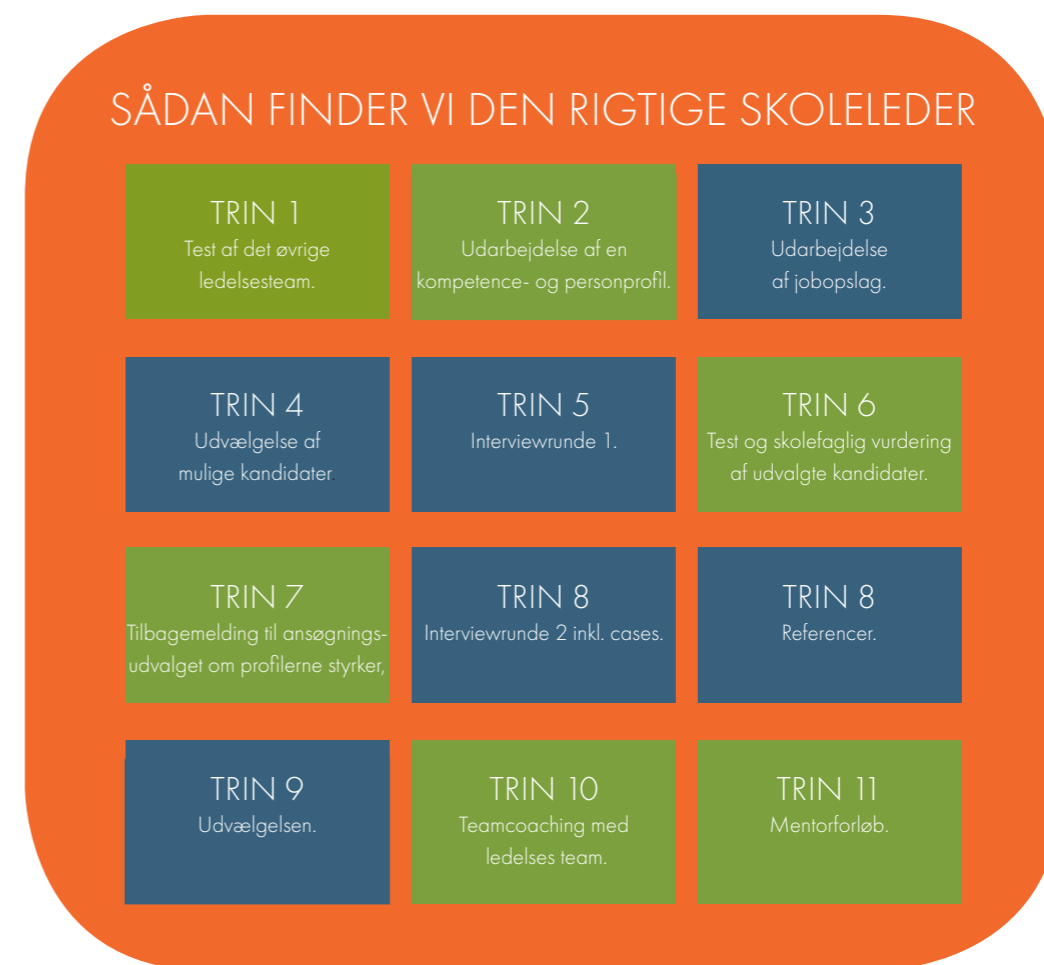 SÅDAN FINDER VI DEN RIGTIGE SKOLELEDER
TRIN 1
Test af det øvrige
ledelsesteam.
TRIN 2
Udarbejdelse af en
kompetence- og personprofil.
TRIN 3
Udarbejdelse
af jobopslag.
TRIN 4
Udvælgelse af
mulige kandidater.
TRIN 5
Interviewrunde 1.
TRIN 6
Test og skolefaglig vurdering
af udvalgte kandidater.
TRIN 7
Tilbagemelding til ansøgnings-
udvalget om profilerne styrker,
TRIN 8
Interviewrunde 2 inkl. cases.
TRIN 8
Referencer.
TRIN 9
Udvælgelsen.
TRIN 10
Teamcoaching med
ledelses team.
TRIN 11
Mentorforløb.